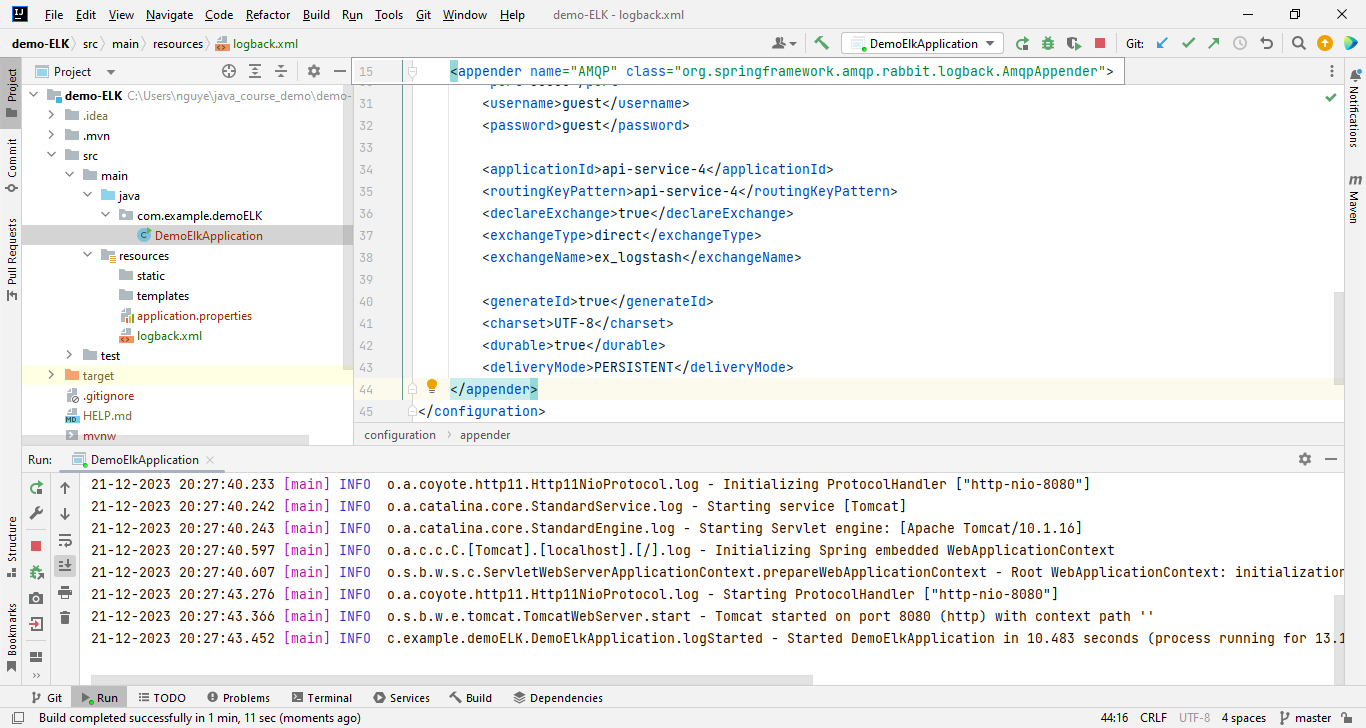 File Edit View Navigate Code Refactor Build Run Tools Git Window Help demo-ELK - logback.xml
demo-ELK src main resources logback.xml DemoElkApplication Git:
Project
Commit
Pull Requests
Structure
Bookmarks
Project
demo-ELK C:\Users\nguye\java_course_demo\demo-
.idea
.mvn
src
main
java
com.example.demoELK
DemoElkApplication
resources
static
templates
application.properties
logback.xml
test
target
.gitignore
HELP.md
mvnw
15 <appender name="AMQP" class="org.springframework.amqp.rabbit.logback.AmqpAppender">
31 <username>guest</username>
32 <password>guest</password>
33
34 <applicationId>api-service-4</applicationId>
35 <routingKeyPattern>api-service-4</routingKeyPattern>
36 <declareExchange>true</declareExchange>
37 <exchangeType>direct</exchangeType>
38 <exchangeName>ex_logstash</exchangeName>
39
40 <generateId>true</generateId>
41 <charset>UTF-8</charset>
42 <durable>true</durable>
43 <deliveryMode>PERSISTENT</deliveryMode>
44 </appender>
45 </configuration>
configuration appender
Notifications
Maven
Run: DemoElkApplication
21-12-2023 20:27:40.233 [main] INFO o.a.coyote.http11.Http11NioProtocol.log - Initializing ProtocolHandler ["http-nio-8080"]
21-12-2023 20:27:40.242 [main] INFO o.a.catalina.core.StandardService.log - Starting service [Tomcat]
21-12-2023 20:27:40.243 [main] INFO o.a.catalina.core.StandardEngine.log - Starting Servlet engine: [Apache Tomcat/10.1.16]
21-12-2023 20:27:40.597 [main] INFO o.a.c.c.C.[Tomcat].[localhost].[/].log - Initializing Spring embedded WebApplicationContext
21-12-2023 20:27:40.607 [main] INFO o.s.b.w.s.c.ServletWebServerApplicationContext.prepareWebApplicationContext - Root WebApplicationContext: initialization
21-12-2023 20:27:43.276 [main] INFO o.a.coyote.http11.Http11NioProtocol.log - Starting ProtocolHandler ["http-nio-8080"]
21-12-2023 20:27:43.366 [main] INFO o.s.b.w.e.tomcat.TomcatWebServer.start - Tomcat started on port 8080 (http) with context path ''
21-12-2023 20:27:43.452 [main] INFO c.example.demoELK.DemoElkApplication.logStarted - Started DemoElkApplication in 10.483 seconds (process running for 13.1
Git Run TODO Problems Terminal Services Build Dependencies
Build completed successfully in 1 min, 11 sec (moments ago) 44:16 CRLF UTF-8 4 spaces master